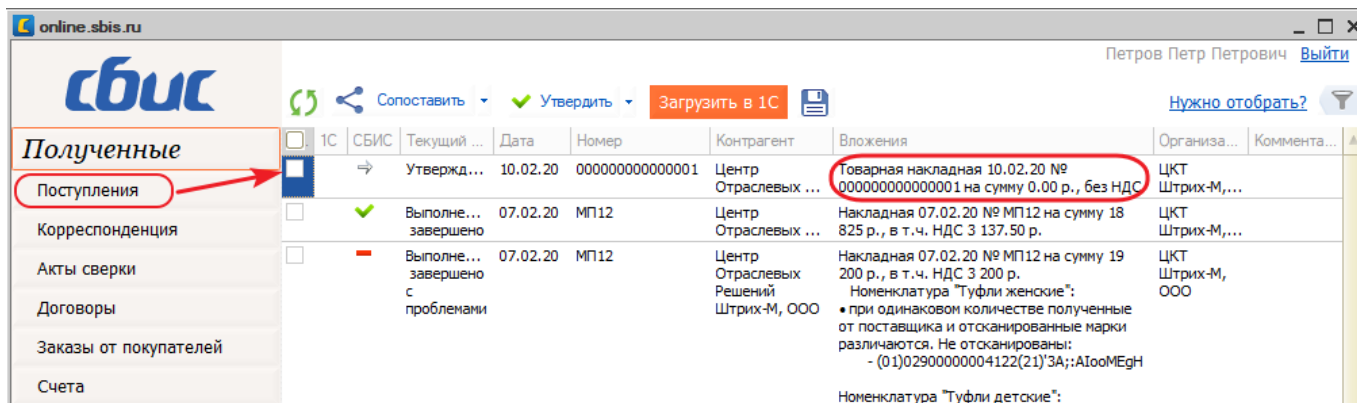 online.sbis.ru
Петров Петр Петрович Выйти
сбис
Сопоставить Утвердить Загрузить в 1С Нужно отобрать?
Полученные
1С СБИС Текущий ... Дата Номер Контрагент Вложения Организа... Коммента...
Поступления
Утвержд... 10.02.20 000000000000001 Центр Товарная накладная 10.02.20 № ЦКТ
Отраслевых ... 000000000000001 на сумму 0.00 р., без НДС Штрих-М,...
Корреспонденция
Выполне... 07.02.20 МП12 Центр Накладная 07.02.20 № МП12 на сумму 18 ЦКТ
завершено Отраслевых ... 825 р., в т.ч. НДС 3 137.50 р. Штрих-М,...
Акты сверки
Выполне... 07.02.20 МП12 Центр Накладная 07.02.20 № МП12 на сумму 19 ЦКТ
завершено Отраслевых 200 р., в т.ч. НДС 3 200 р. Штрих-М,
с Решений Номенклатура "Туфли женские": ООО
проблемами Штрих-М, ООО • при одинаковом количестве полученные
от поставщика и отсканированные марки
различаются. Не отсканированы:
- (01)02900000004122(21)'3A;:AIooMEgH
Договоры
Заказы от покупателей
Счета
Номенклатура "Туфли детские":